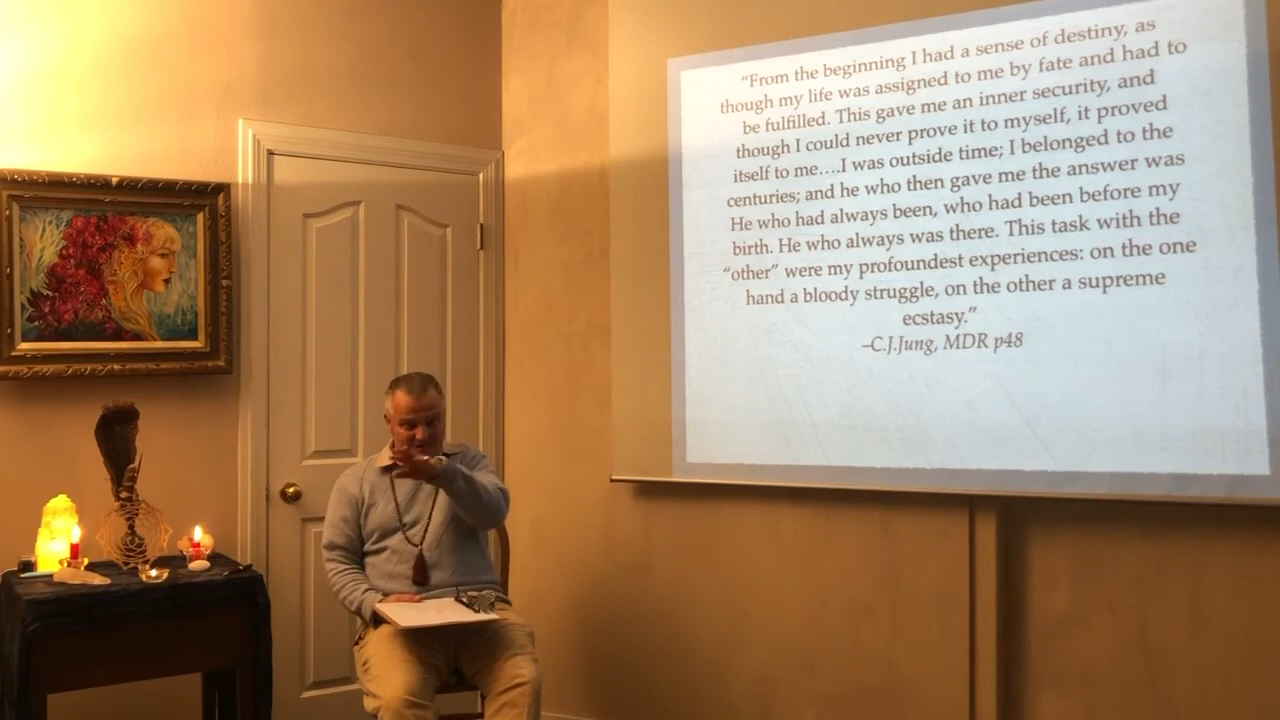 “From the beginning I had a sense of destiny, as
though my life was assigned to me by fate and had to
be fulfilled. This gave me an inner security, and
though I could never prove it to myself, it proved
itself to me….I was outside time; I belonged to the
centuries; and he who then gave me the answer was
He who had always been, who had been before my
birth. He who always was there. This task with the
“other” were my profoundest experiences: on the one
hand a bloody struggle, on the other a supreme
ecstasy.”
–C.J.Jung, MDR p48